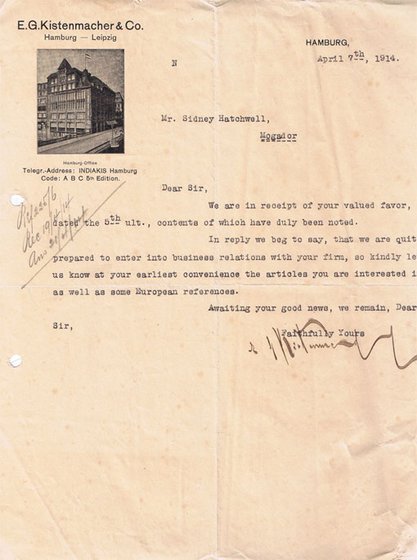 E.G.Kistenmacher & Co.
Hamburg — Leipzig
HAMBURG,
April 7th, 1914.
N
Mr. Sidney Hatchwell,
Mogador
Hamburg-Office
Telegr.-Address: INDIAKIS Hamburg
Code: A B C 5th Edition.
Dear Sir,
We are in receipt of your valued favor,
dated the 5th ult., contents of which have duly been noted.
In reply we beg to say, that we are quit
prepared to enter into business relations with your firm, so kindly le
us know at your earliest convenience the articles you are interested i
as well as some European references.
Awaiting your good news, we remain, Dear
Sir,
Faithfully Yours